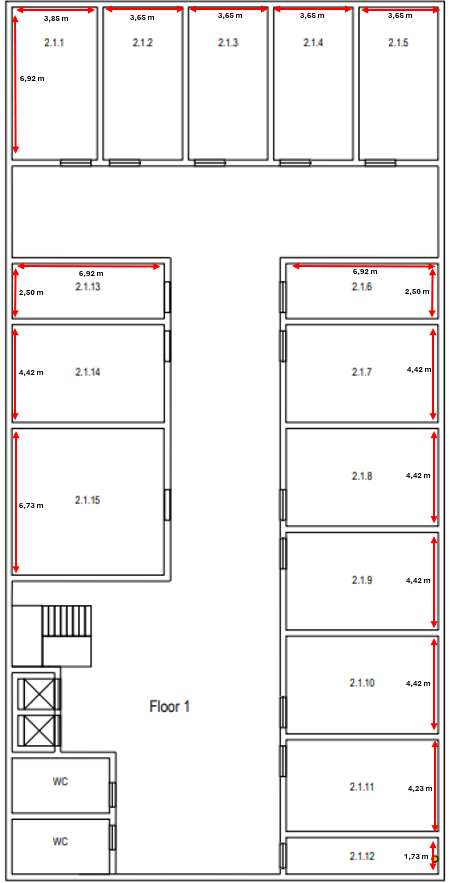 3,85 m
3,65 m
3,65 m
3,65 m
3,65 m
2.1.1
2.1.2
2.1.3
2.1.4
2.1.5
6,92 m
6,92 m
6,92 m
2.1.13
2.1.6
2,50 m
2,50 m
4,42 m
2.1.14
2.1.7
4,42 m
2.1.8
4,42 m
6,73 m
2.1.15
2.1.9
4,42 m
2.1.10
4,42 m
Floor 1
WC
2.1.11
4,23 m
WC
2.1.12
1,73 m